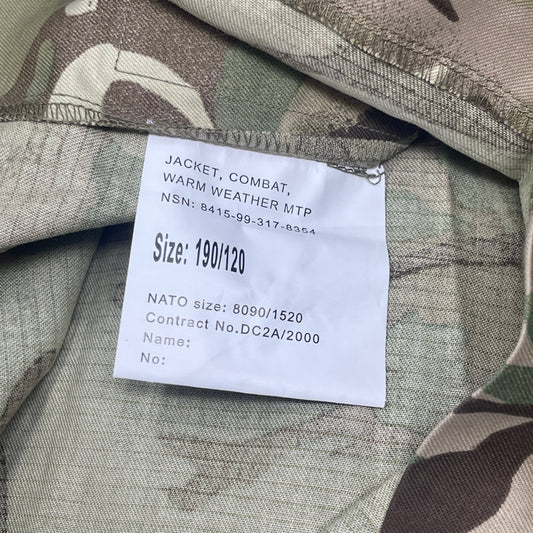 JACKET, COMBAT,
WARM WEATHER MTP
NSN: 8415-99-317-8354
Size: 190/120
NATO size: 8090/1520
Contract No.DC2A/2000
Name:
No: